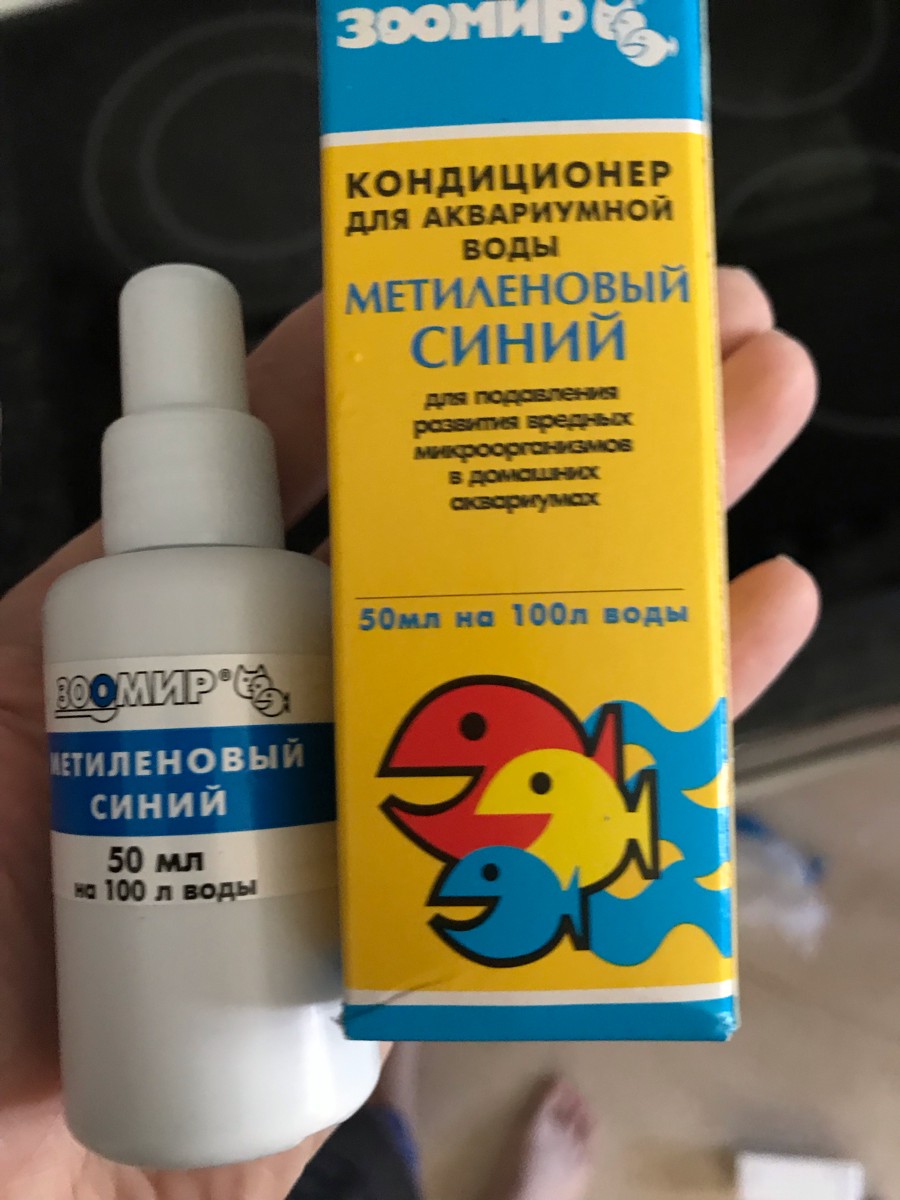 ЗООМИР
КОНДИЦИОНЕР
ДЛЯ АКВАРИУМНОЙ
ВОДЫ
МЕТИЛЕНОВЫЙ
СИНИЙ
для подавления
развития вредных
микроорганизмов
в домашних
аквариумах
50мл на 100л воды
ЗООМИР®
МЕТИЛЕНОВЫЙ
СИНИЙ
50 мл
на 100 л воды